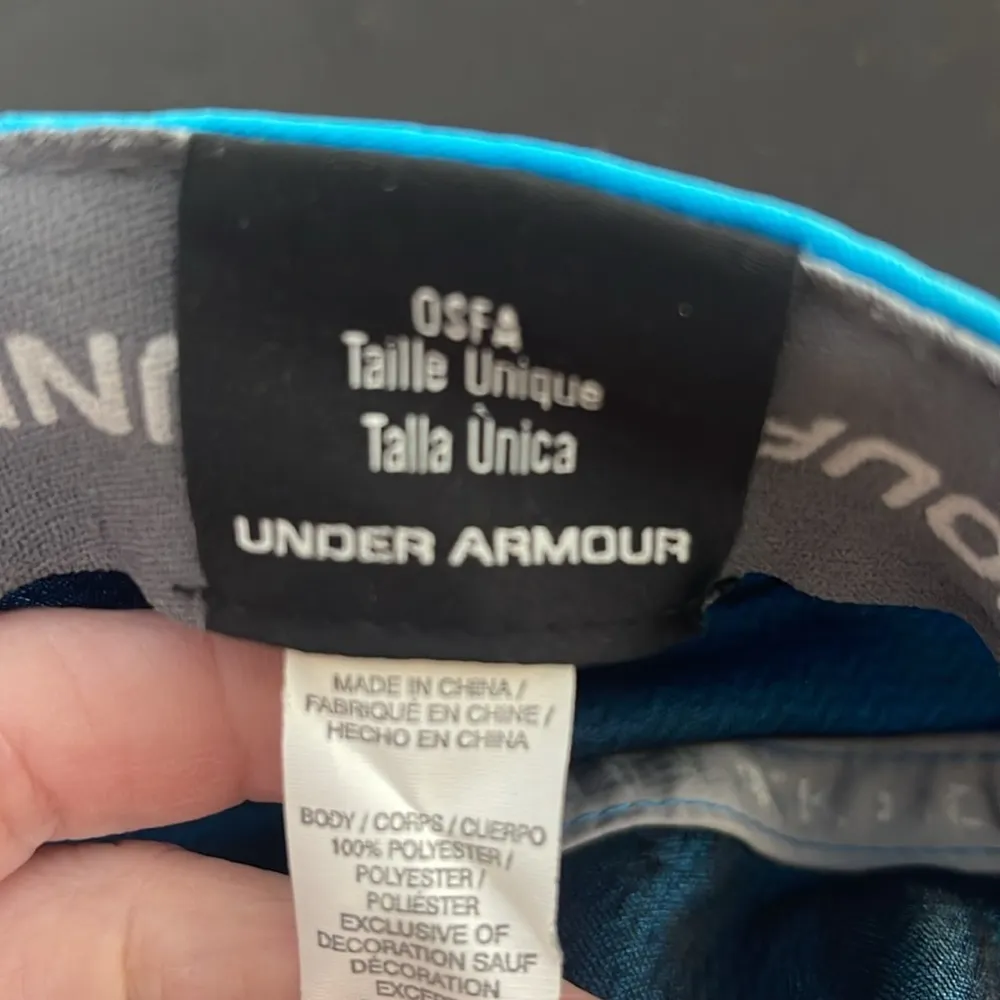 OSFA
Taille Unique
Talla Ùnica
UNDER ARMOUR
MADE IN CHINA /
FABRIQUÉ EN CHINE /
HECHO EN CHINA
BODY / CORPS / CUERPO
100% POLYESTER /
POLYESTER /
POLIÉSTER
EXCLUSIVE OF
DECORATION SAUF
DÉCORATION